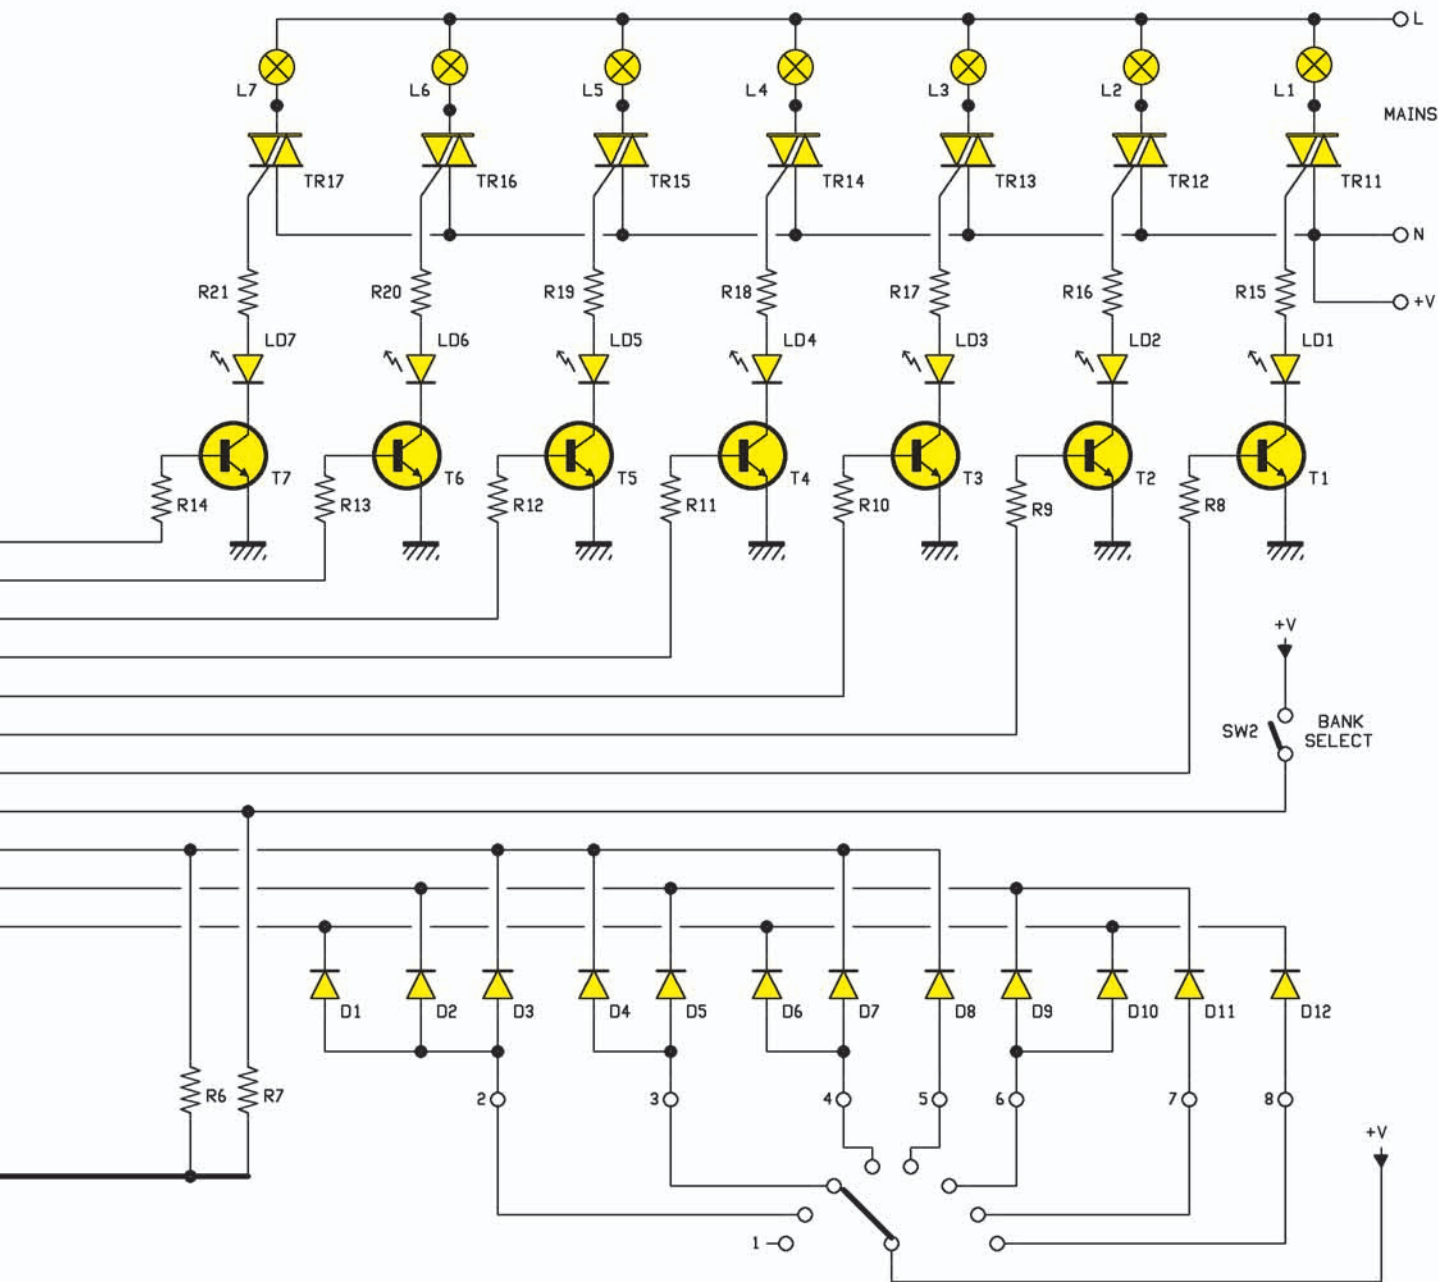 L
L7 L6 L5 L4 L3 L2 L1
MAINS
TR17 TR16 TR15 TR14 TR13 TR12 TR11
N
R21 R20 R19 R18 R17 R16 R15
+V
LD7 LD6 LD5 LD4 LD3 LD2 LD1
T7 T6 T5 T4 T3 T2 T1
R14 R13 R12 R11 R10 R9 R8
+V
SW2
BANK
SELECT
D1 D2 D3 D4 D5 D6 D7 D8 D9 D10 D11 D12
R6 R7
2 3 4 5 6 7 8
+V
1